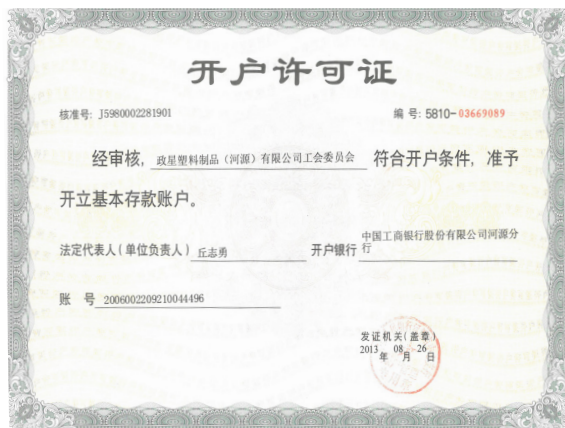 开户许可证
核准号: J5980002281901 编 号: 5810-03669089
经审核, 政星塑料制品（河源）有限公司工会委员会 符合开户条件, 准予
开立基本存款账户。
法定代表人(单位负责人) 丘志勇 开户银行 中国工商银行股份有限公司河源分
行
账 号 2006002209210044496
发证机关(盖章)
2013 年 08 月 26 日